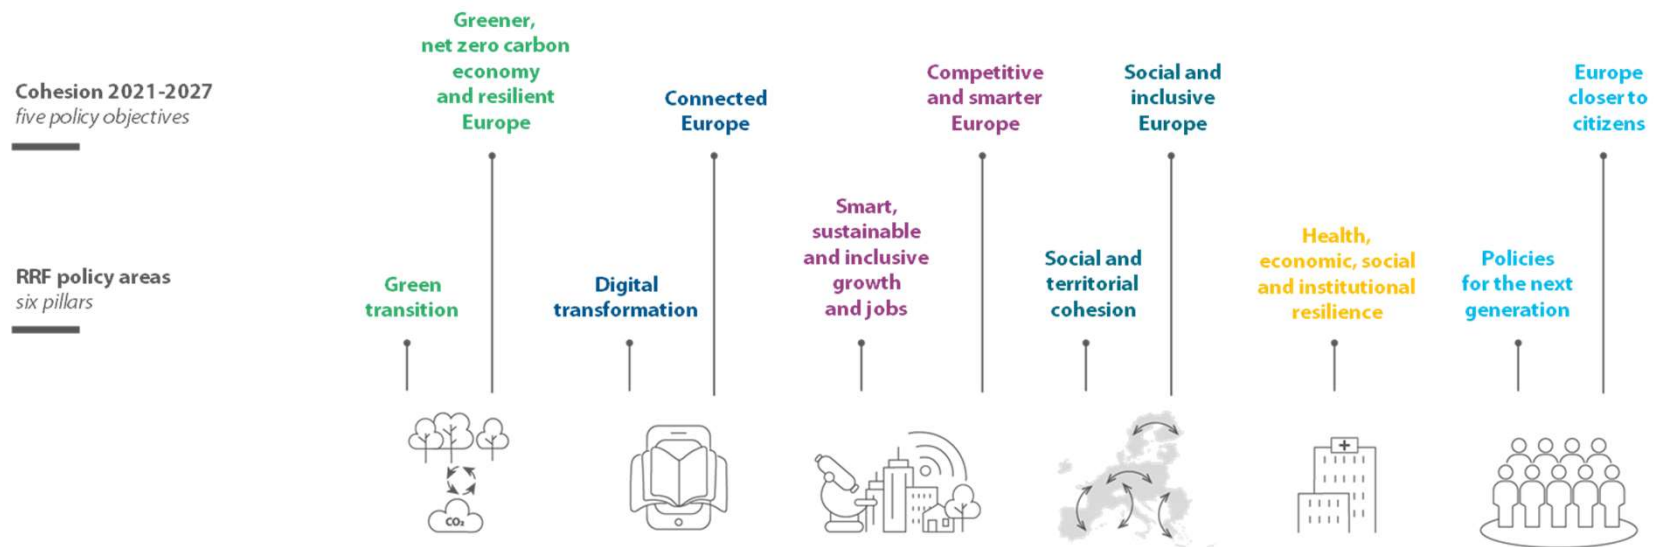 Cohesion 2021-2027
five policy objectives
Greener,
net zero carbon
economy
and resilient
Europe
Connected
Europe
Competitive
and smarter
Europe
Social and
inclusive
Europe
Europe
closer to
citizens
RRF policy areas
six pillars
Green
transition
Digital
transformation
Smart,
sustainable
and inclusive
growth
and jobs
Social and
territorial
cohesion
Health,
economic, social
and institutional
resilience
Policies
for the next
generation
CO₂